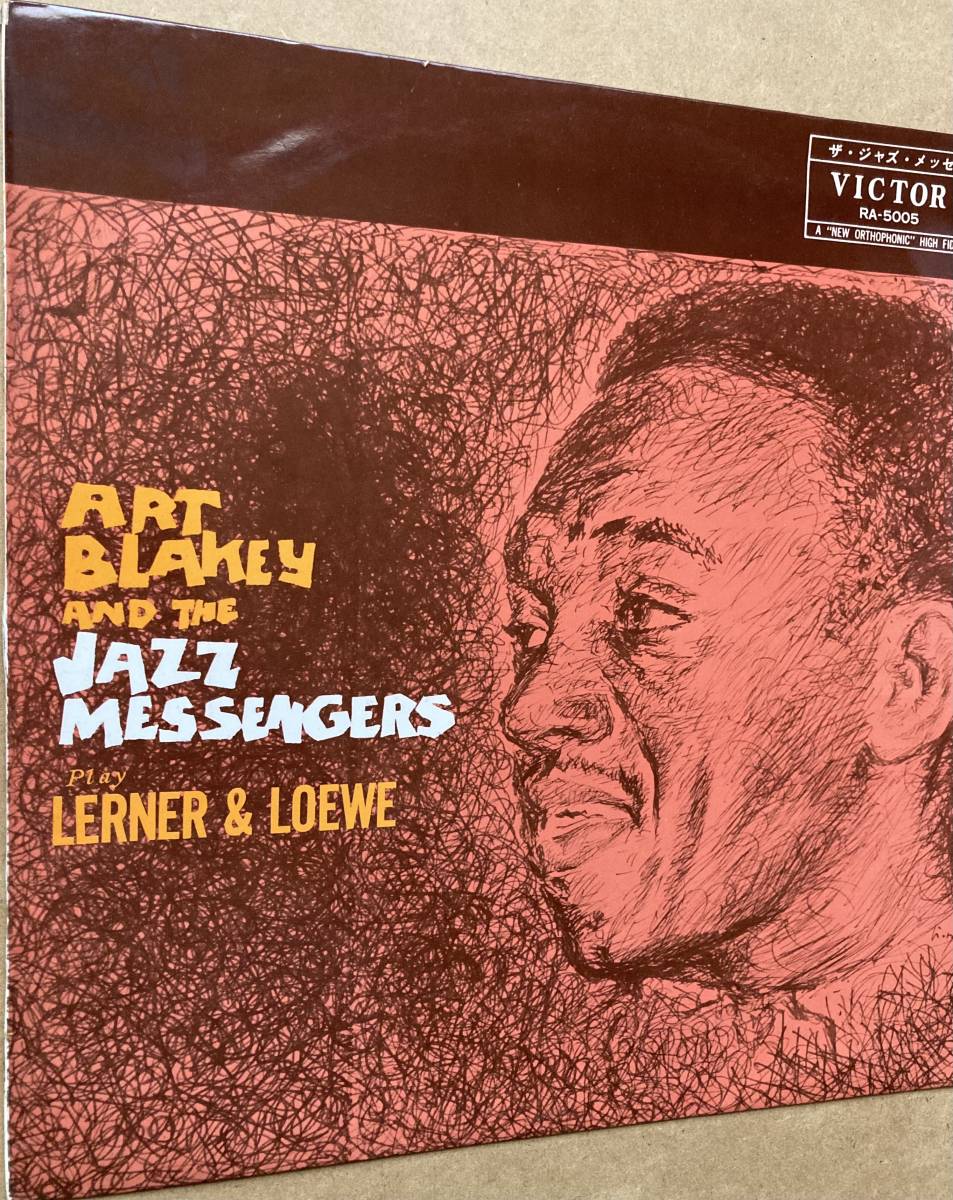 ザ・ジャズ・メッセ
VICTOR
RA-5005
A "NEW ORTHOPHONIC" HIGH FID
ART
BLAKEY
AND THE
JAZZ
MESSENGERS
Play
LERNER & LOEWE